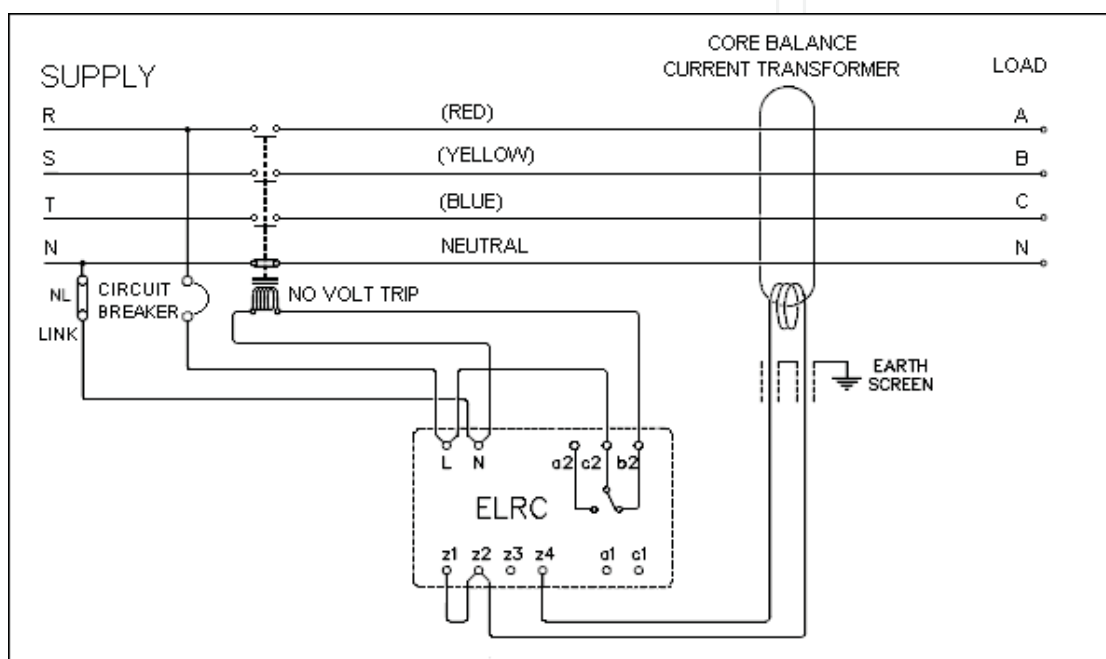 CORE BALANCE
CURRENT TRANSFORMER
LOAD
SUPPLY
R (RED) A
S (YELLOW) B
T (BLUE) C
N NEUTRAL N
NL
CIRCUIT
BREAKER
NO VOLT TRIP
LINK
EARTH
SCREEN
L N a2 c2 b2
ELRC
z1 z2 z3 z4 a1 c1